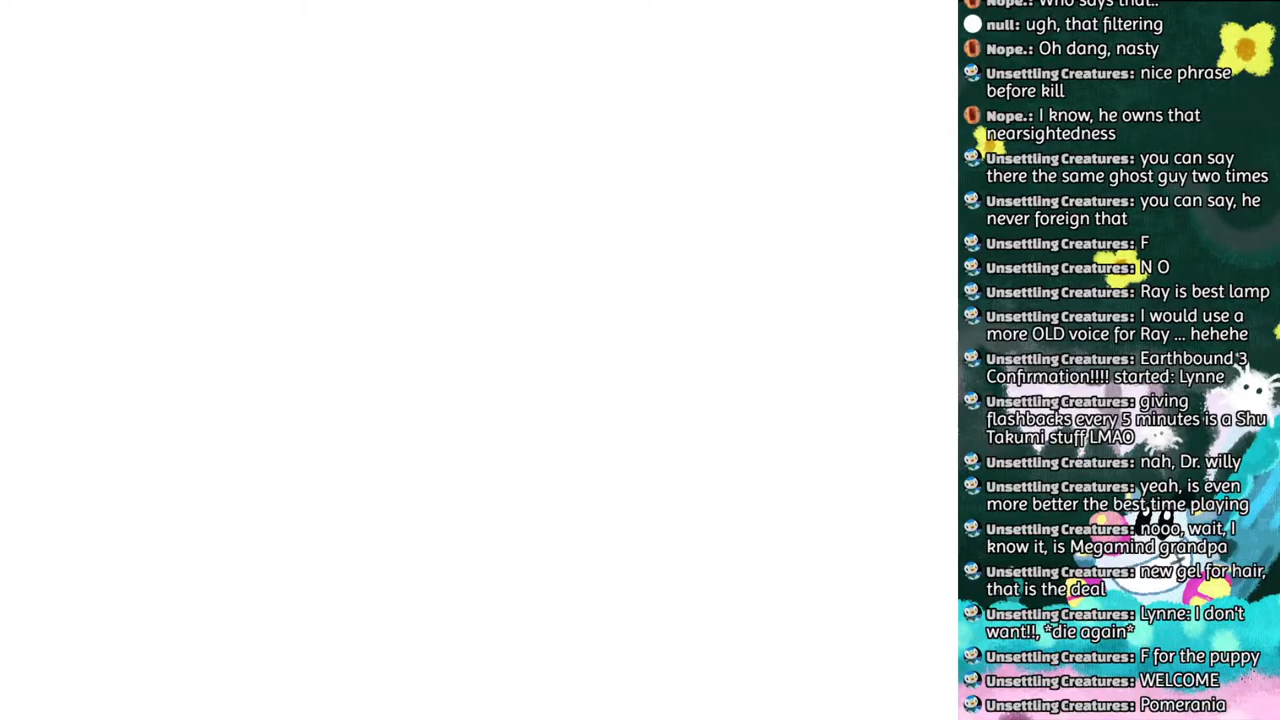 Nope.: Who says that..
null: ugh, that filtering
Nope.: Oh dang, nasty
Unsettling Creatures: nice phrase
before kill
Nope.: I know, he owns that
nearsightedness
Unsettling Creatures: you can say
there the same ghost guy two times
Unsettling Creatures: you can say, he
never foreign that
Unsettling Creatures: F
Unsettling Creatures: N O
Unsettling Creatures: Ray is best lamp
Unsettling Creatures: I would use a
more OLD voice for Ray ... hehehe
Unsettling Creatures: Earthbound 3
Confirmation!!!! started: Lynne
Unsettling Creatures: giving
flashbacks every 5 minutes is a Shu
Takumi stuff LMAO
Unsettling Creatures: nah, Dr. willy
Unsettling Creatures: yeah, is even
more better the best time playing
Unsettling Creatures: nooo, wait, I
know it, is Megamind grandpa
Unsettling Creatures: new gel for hair,
that is the deal
Unsettling Creatures: Lynne: I don't
want!!, *die again*
Unsettling Creatures: F for the puppy
Unsettling Creatures: WELCOME
Unsettling Creatures: Pomerania